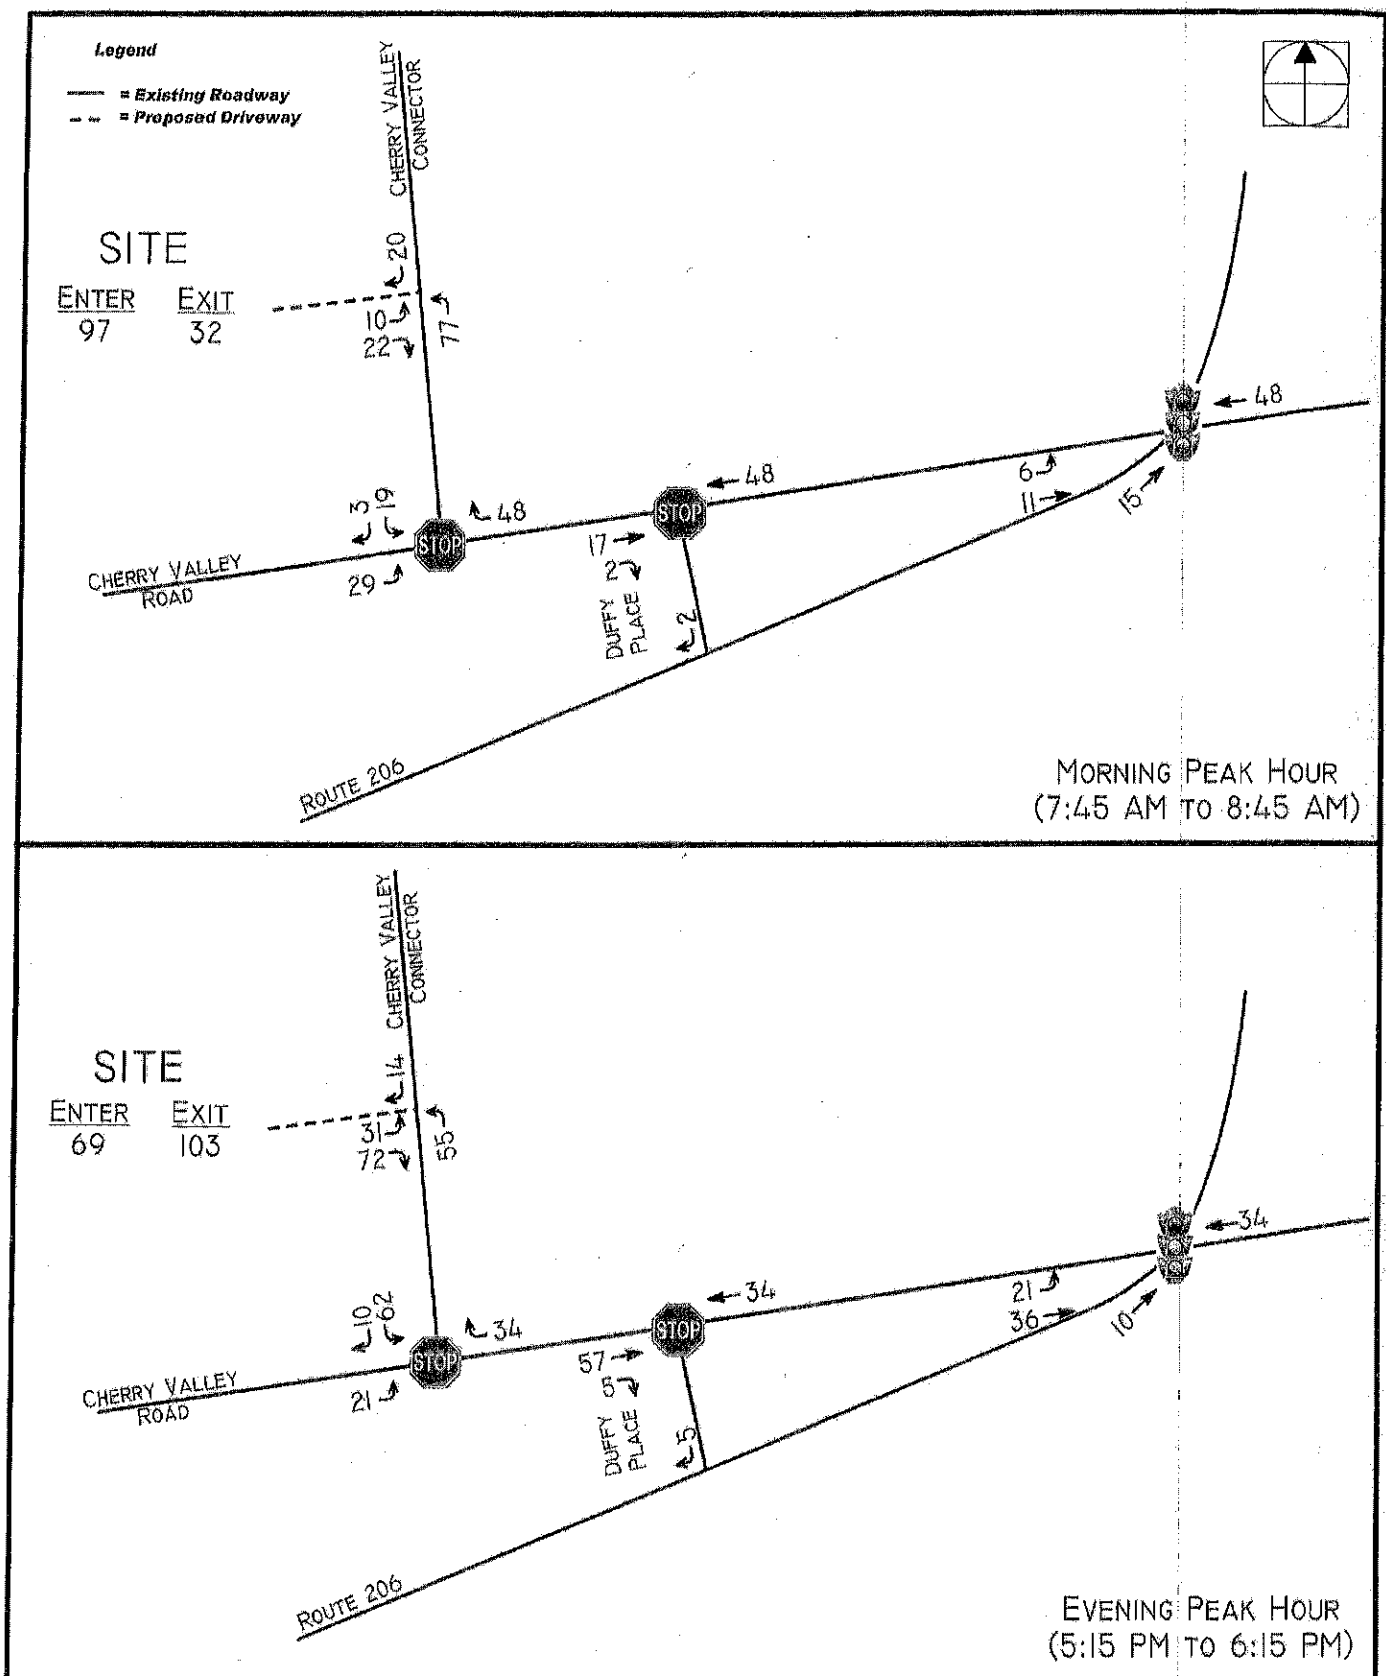 Legend
= Existing Roadway
= Proposed Driveway
CHERRY VALLEY
CONNECTOR
SITE
ENTER EXIT
97 32
20
10
22
77
48
48
6
11
15
3
19
48
STOP
STOP
17
2
29
CHERRY VALLEY
ROAD
DUFFY
PLACE
2
ROUTE 206
MORNING PEAK HOUR
(7:45 AM TO 8:45 AM)
CHERRY VALLEY
CONNECTOR
SITE
ENTER EXIT
69 103
14
31
72
55
34
34
21
36
10
10
62
34
STOP
STOP
57
5
21
CHERRY VALLEY
ROAD
DUFFY
PLACE
5
ROUTE 206
EVENING PEAK HOUR
(5:15 PM TO 6:15 PM)